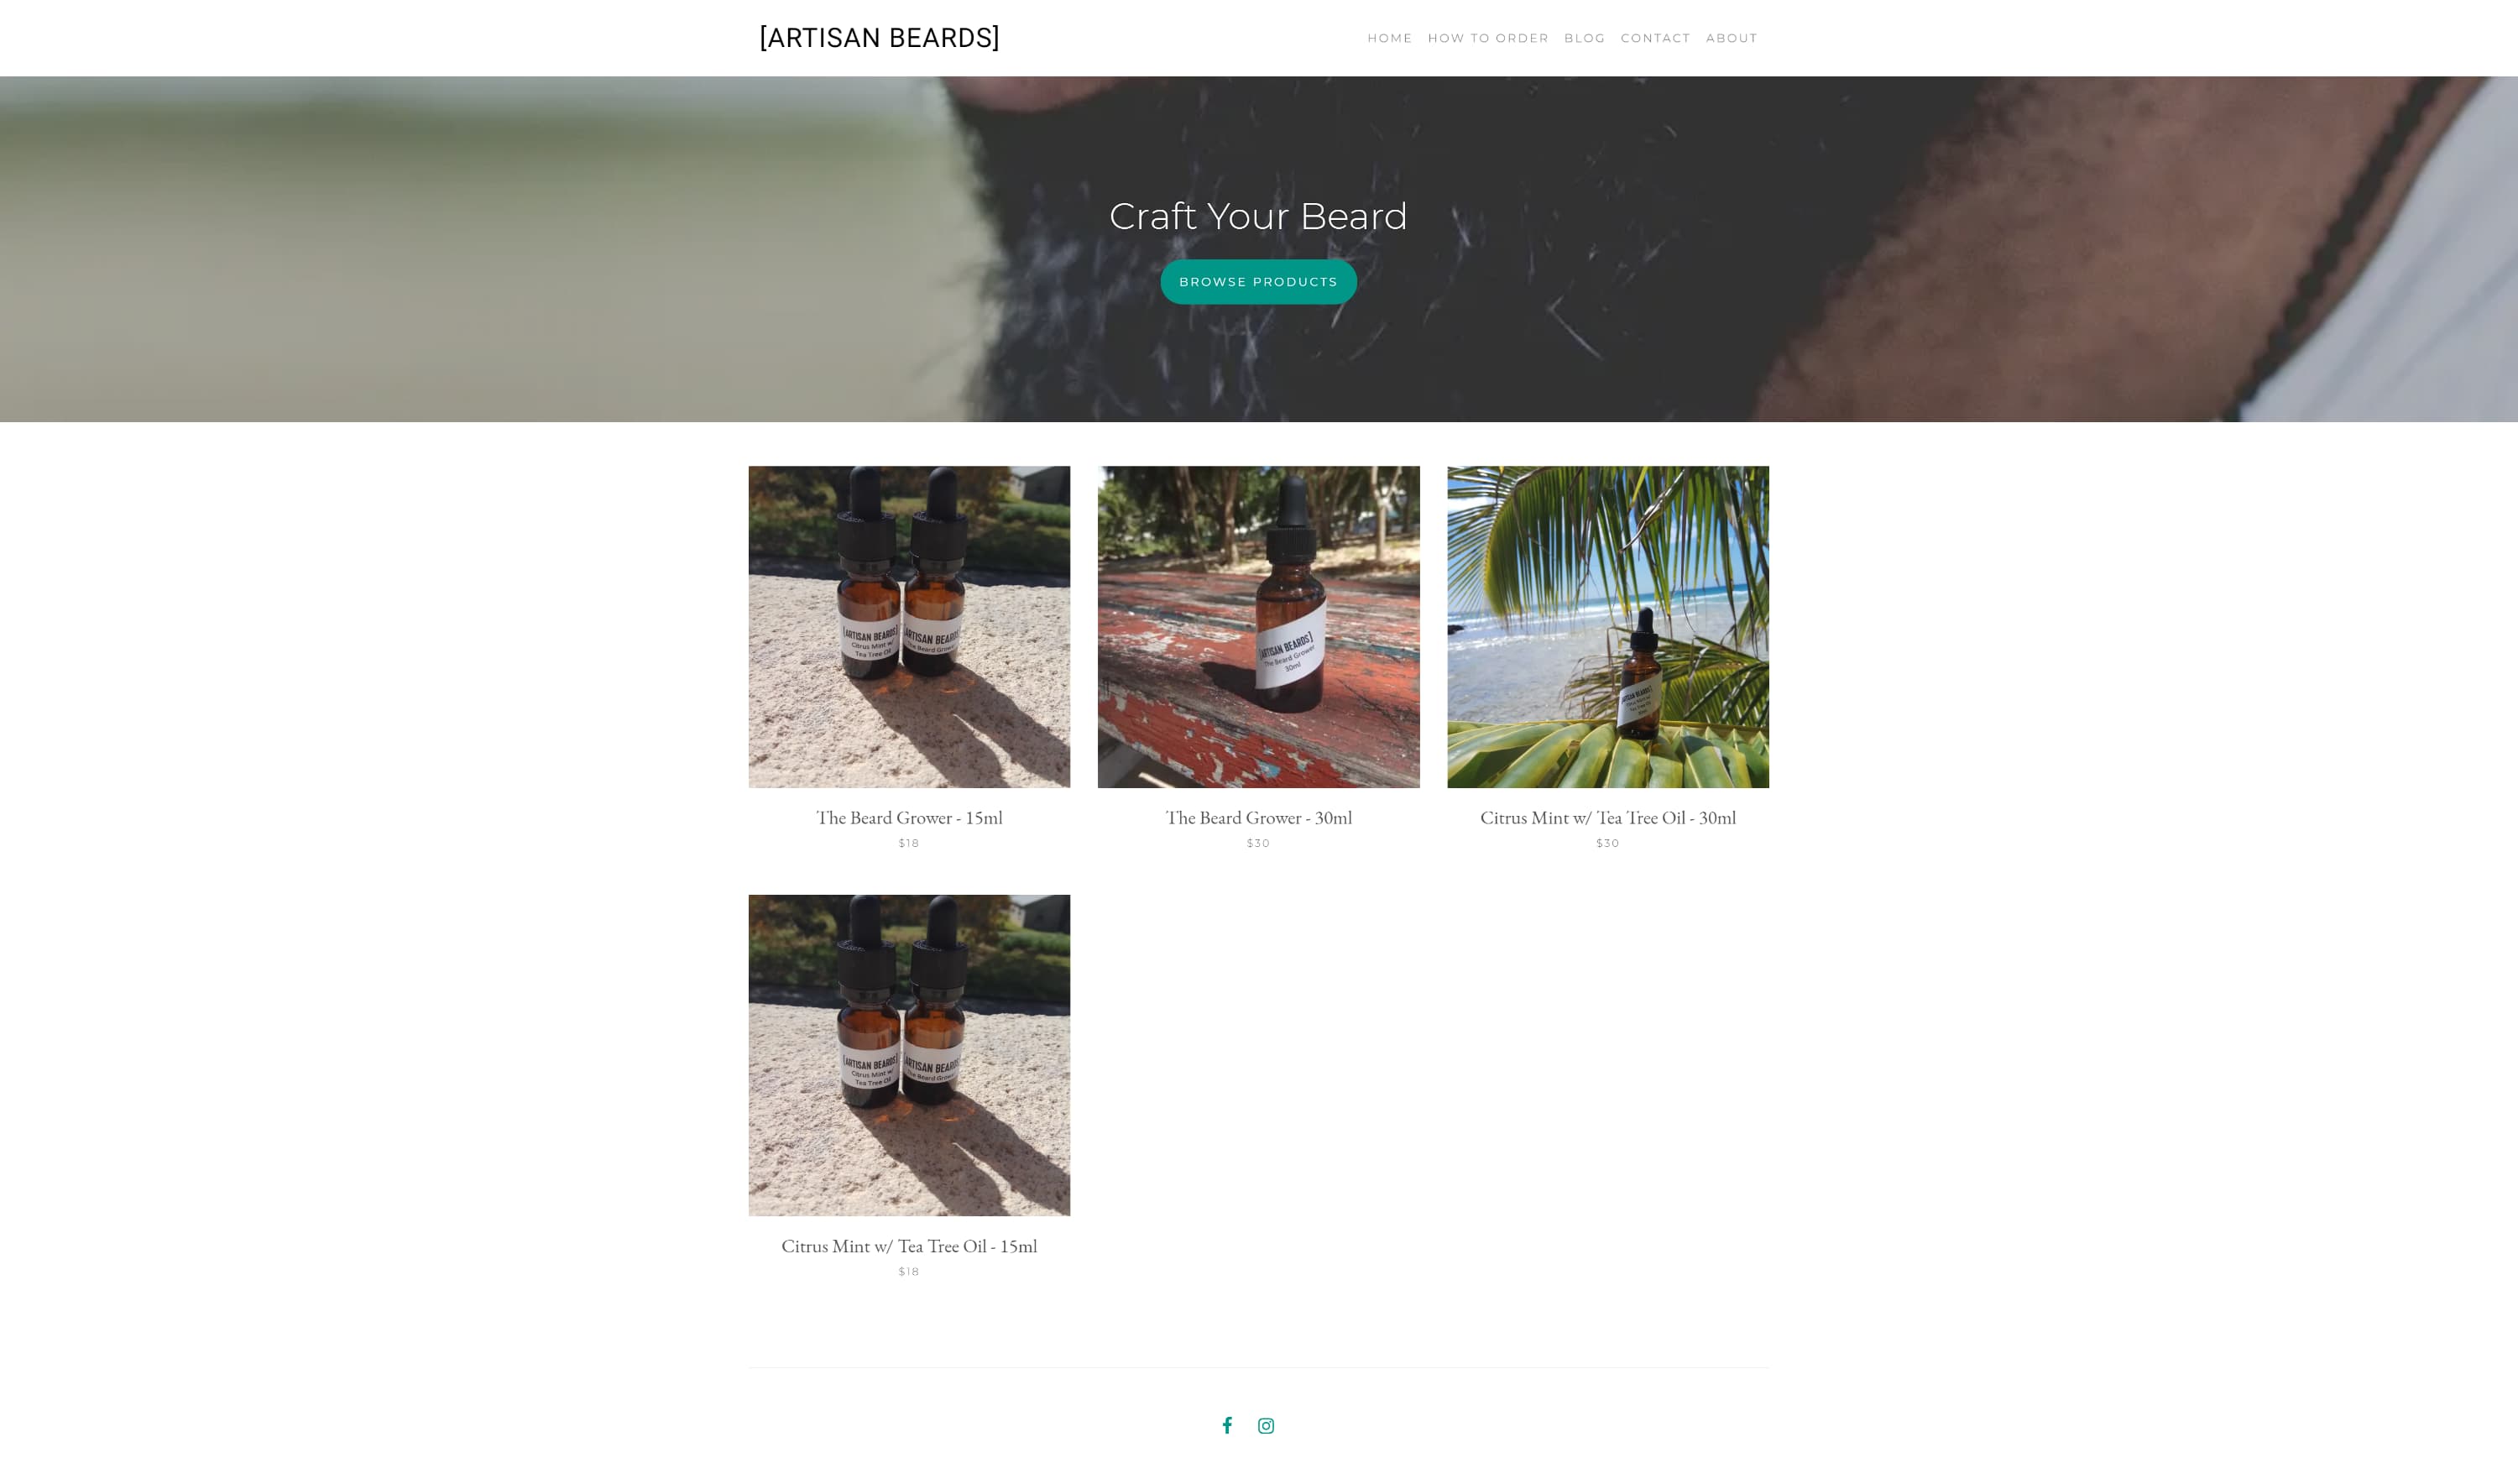 [ARTISAN BEARDS]
HOME HOW TO ORDER BLOG CONTACT ABOUT
Craft Your Beard
BROWSE PRODUCTS
[ARTISAN BEARDS]
Citrus Mint w/
Tea Tree Oil
[ARTISAN BEARDS]
The Beard Grower
[ARTISAN BEARDS]
The Beard Grower
30ml
[ARTISAN BEARDS]
Tea Tree Oil
The Beard Grower - 15ml
$18
The Beard Grower - 30ml
$30
Citrus Mint w/ Tea Tree Oil - 30ml
$30
[ARTISAN BEARDS]
Citrus Mint w/
Tea Tree Oil
[ARTISAN BEARDS]
The Beard Grower
Citrus Mint w/ Tea Tree Oil - 15ml
$18